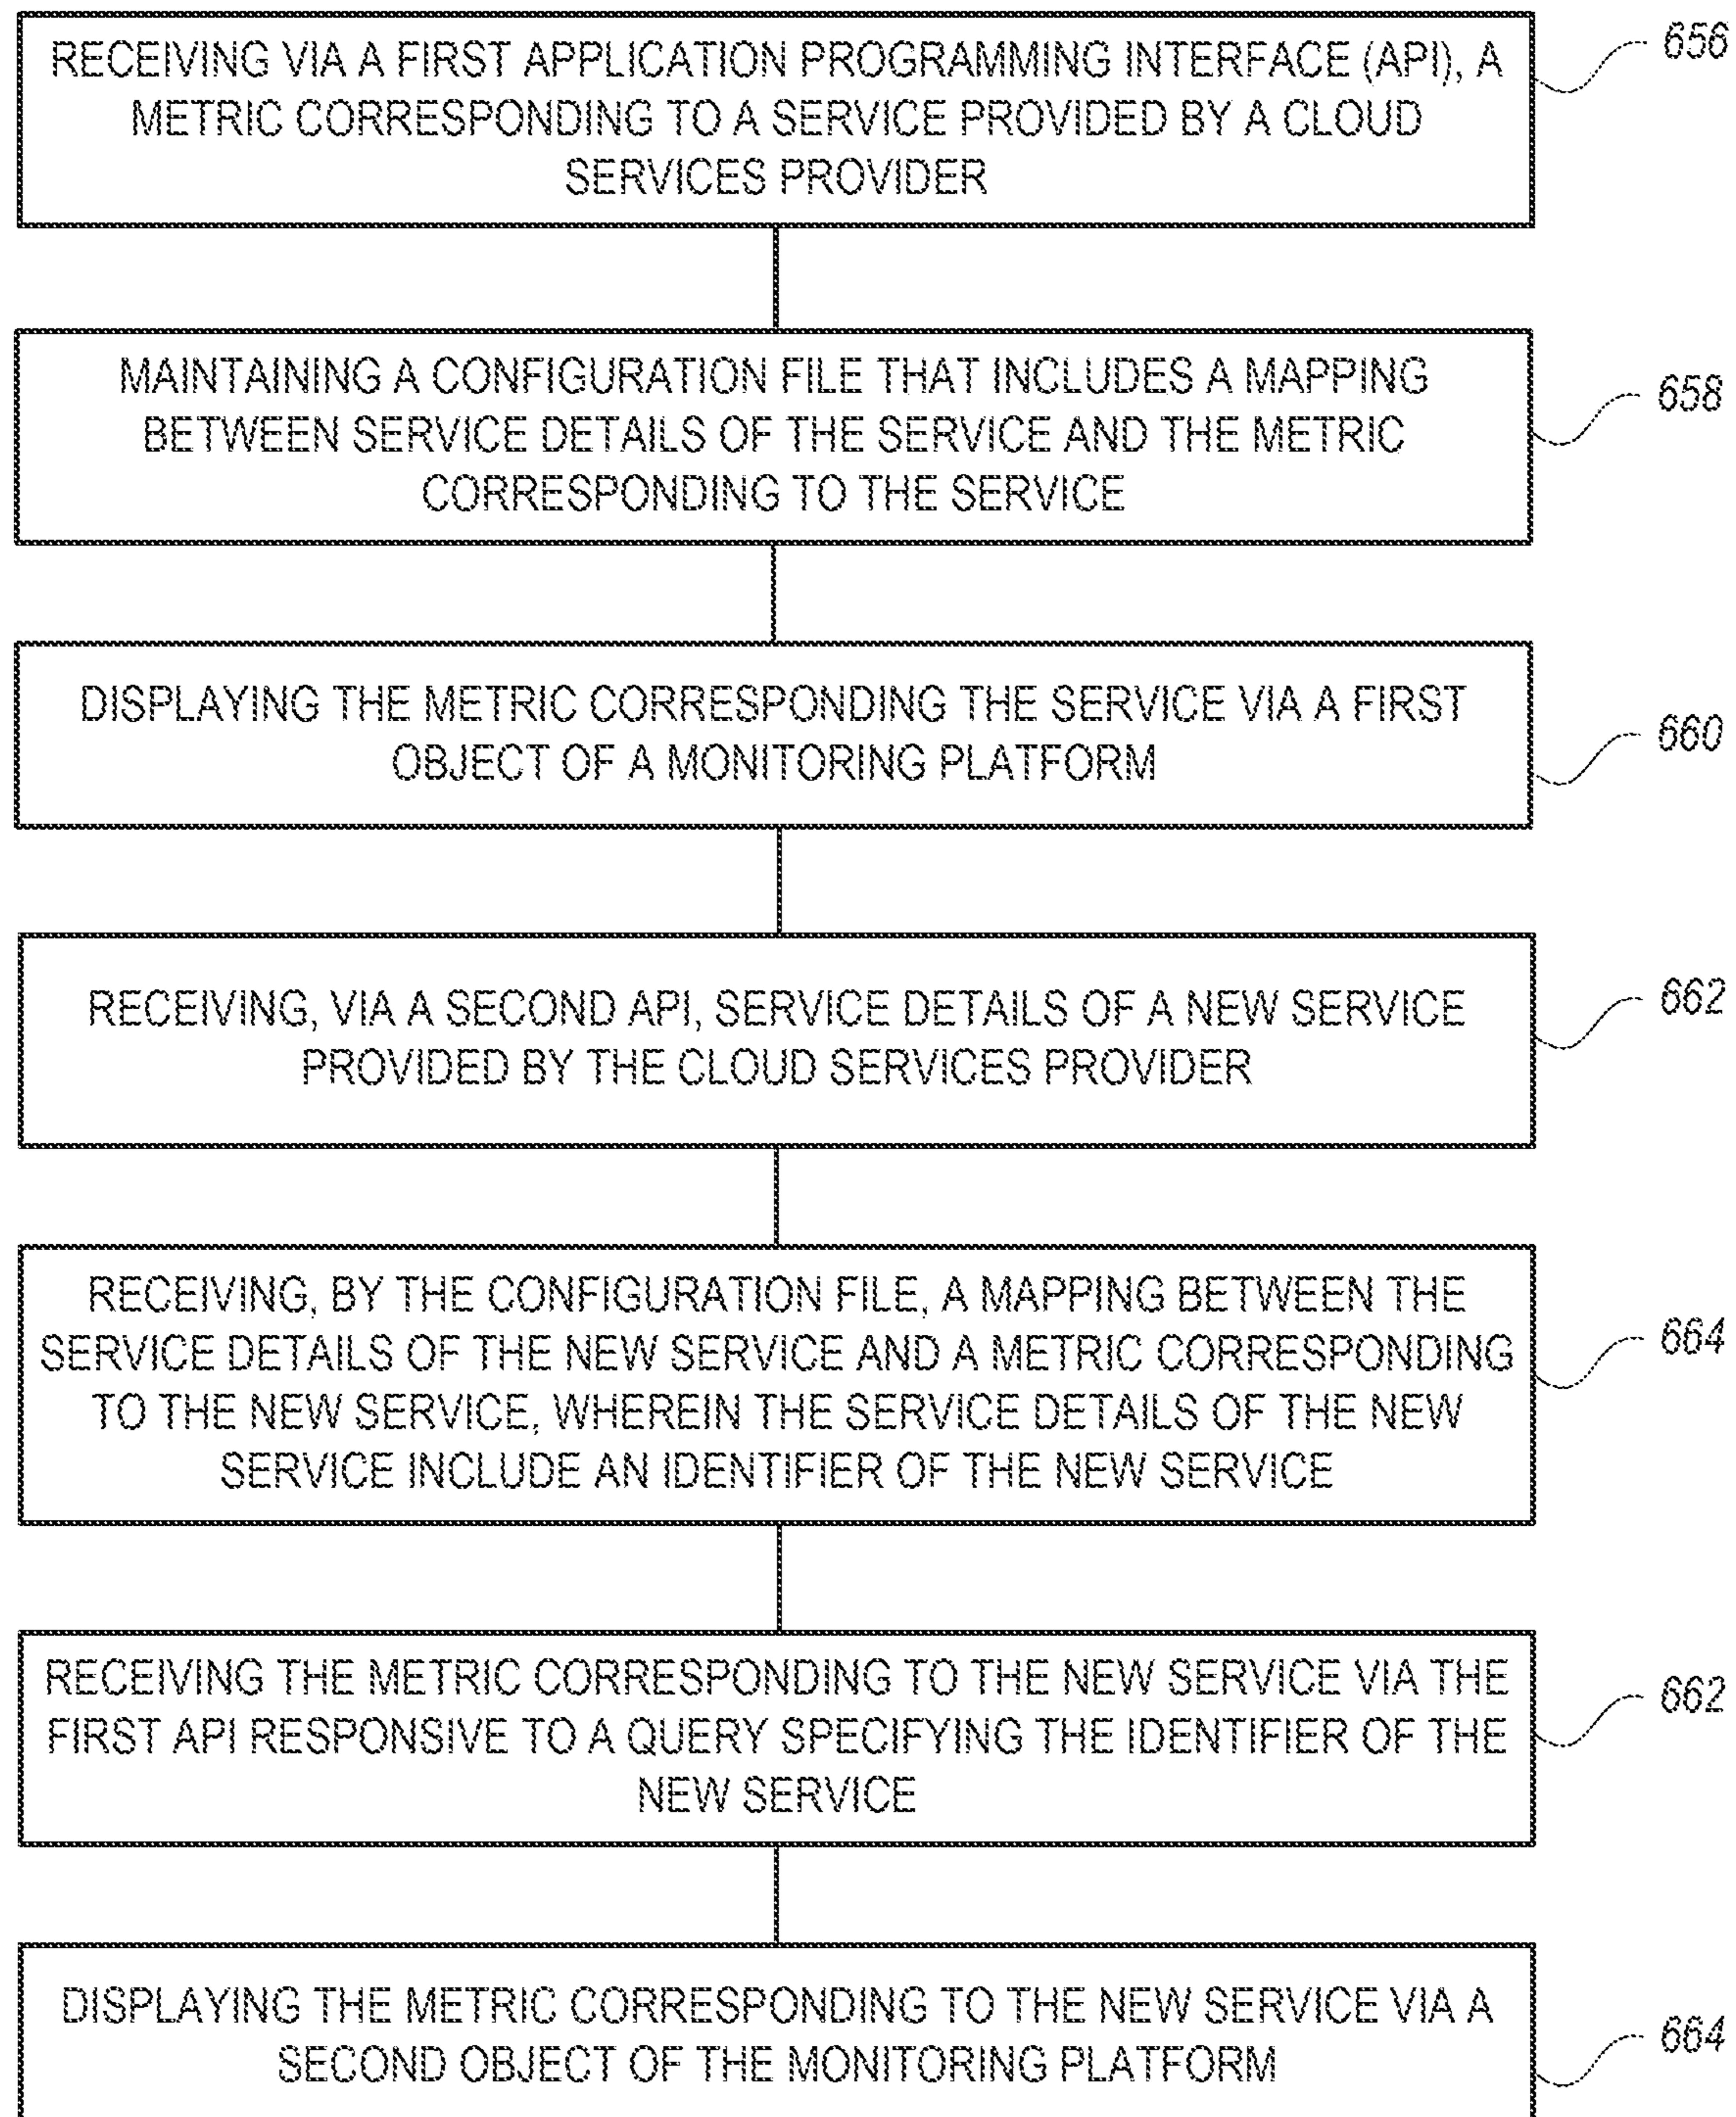 RECEIVING VIA A FIRST APPLICATION PROGRAMMING INTERFACE (API), A
METRIC CORRESPONDING TO A SERVICE PROVIDED BY A CLOUD
SERVICES PROVIDER
656
MAINTAINING A CONFIGURATION FILE THAT INCLUDES A MAPPING
BETWEEN SERVICE DETAILS OF THE SERVICE AND THE METRIC
CORRESPONDING TO THE SERVICE
658
DISPLAYING THE METRIC CORRESPONDING THE SERVICE VIA A FIRST
OBJECT OF A MONITORING PLATFORM
660
RECEIVING, VIA A SECOND API, SERVICE DETAILS OF A NEW SERVICE
PROVIDED BY THE CLOUD SERVICES PROVIDER
662
RECEIVING, BY THE CONFIGURATION FILE, A MAPPING BETWEEN THE
SERVICE DETAILS OF THE NEW SERVICE AND A METRIC CORRESPONDING
TO THE NEW SERVICE, WHEREIN THE SERVICE DETAILS OF THE NEW
SERVICE INCLUDE AN IDENTIFIER OF THE NEW SERVICE
664
RECEIVING THE METRIC CORRESPONDING TO THE NEW SERVICE VIA THE
FIRST API RESPONSIVE TO A QUERY SPECIFYING THE IDENTIFIER OF THE
NEW SERVICE
662
DISPLAYING THE METRIC CORRESPONDING TO THE NEW SERVICE VIA A
SECOND OBJECT OF THE MONITORING PLATFORM
664